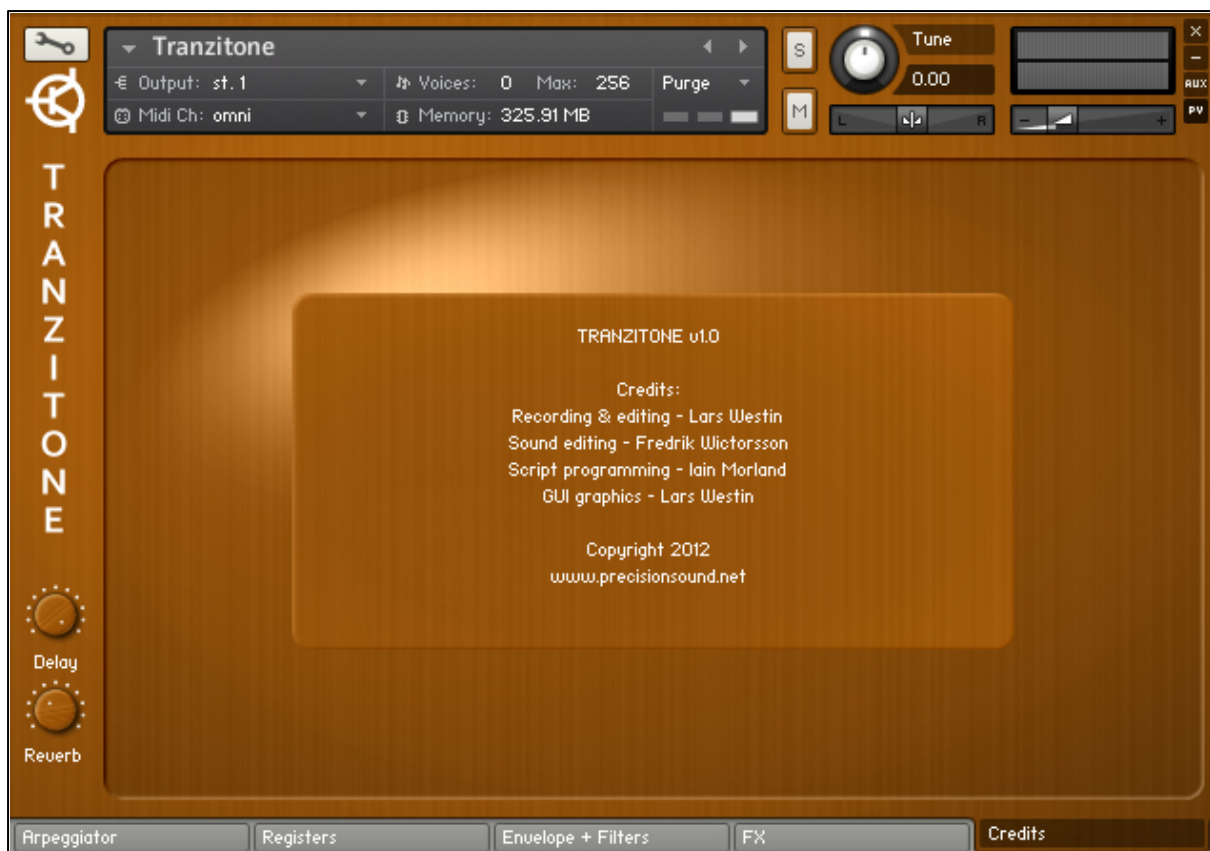 Tranzitone
S
Tune
×
Output: st. 1
Voices: 0 Max: 256
Purge
0.00
–
AUX
Midi Ch: omni
Memory: 325.91 MB
M
L
R
–
+
PV
TRANZITONE
TRANZITONE v1.0
Credits:
Recording & editing - Lars Westin
Sound editing - Fredrik Wictorsson
Script programming - Iain Morland
GUI graphics - Lars Westin
Copyright 2012
www.precisionsound.net
Delay
Reverb
Arpeggiator
Registers
Envelope + Filters
FX
Credits